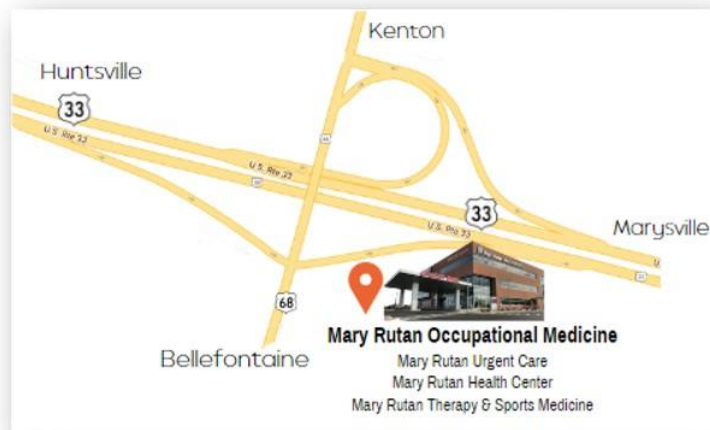 Kenton
Huntsville
33
U.S. Rte 33
U.S. Rte 33
33
U.S. Rte 33
Marysville
68
Bellefontaine
Mary Rutan Occupational Medicine
Mary Rutan Urgent Care
Mary Rutan Health Center
Mary Rutan Therapy & Sports Medicine